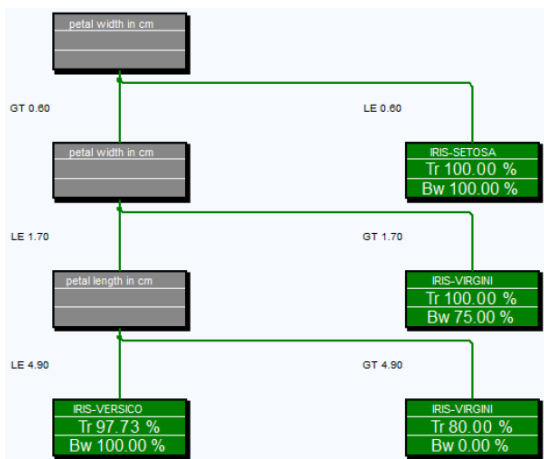 petal width in cm
GT 0.60
LE 0.60
petal width in cm
IRIS-SETOSA
Tr 100.00 %
Bw 100.00 %
LE 1.70
GT 1.70
petal length in cm
IRIS-VIRGINI
Tr 100.00 %
Bw 75.00 %
LE 4.90
GT 4.90
IRIS-VERSICO
Tr 97.73 %
Bw 100.00 %
IRIS-VIRGINI
Tr 80.00 %
Bw 0.00 %